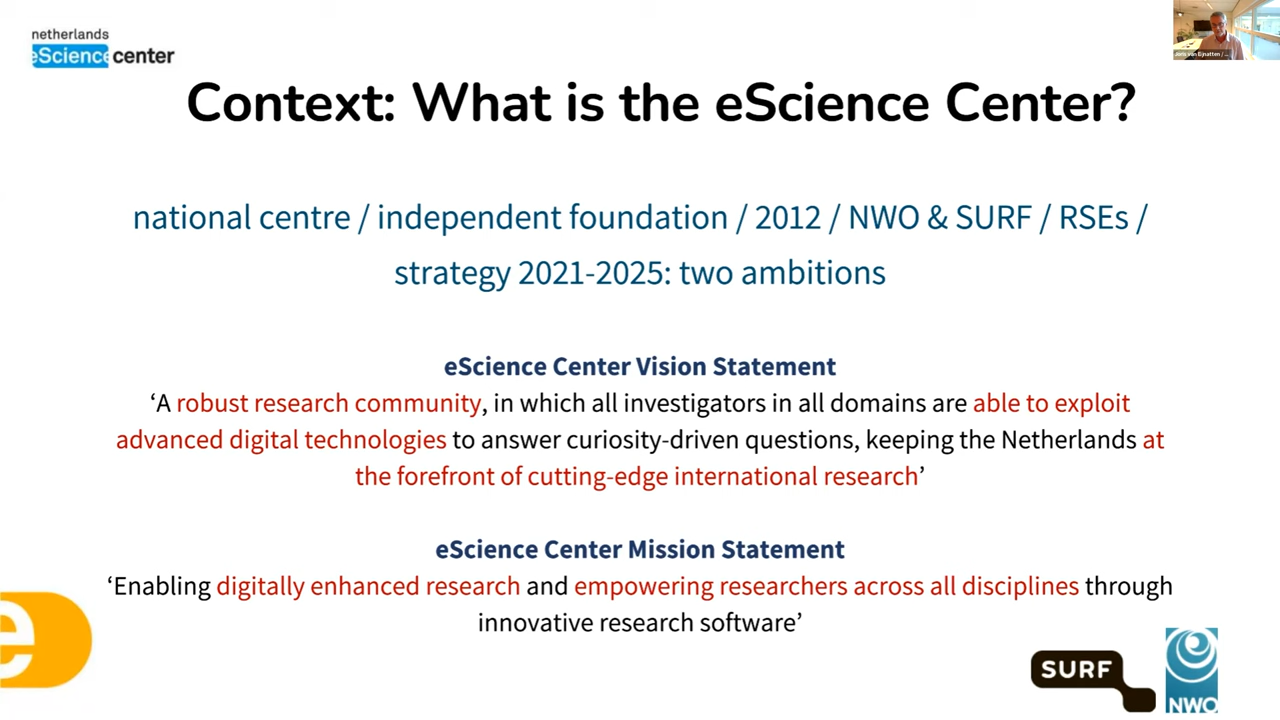 netherlands
eScience center
Joris van Eijnatten / ...
Context: What is the eScience Center?
national centre / independent foundation / 2012 / NWO & SURF / RSEs /
strategy 2021-2025: two ambitions
eScience Center Vision Statement
‘A robust research community, in which all investigators in all domains are able to exploit
advanced digital technologies to answer curiosity-driven questions, keeping the Netherlands at
the forefront of cutting-edge international research’
eScience Center Mission Statement
‘Enabling digitally enhanced research and empowering researchers across all disciplines through
innovative research software’
e
SURF
NWO